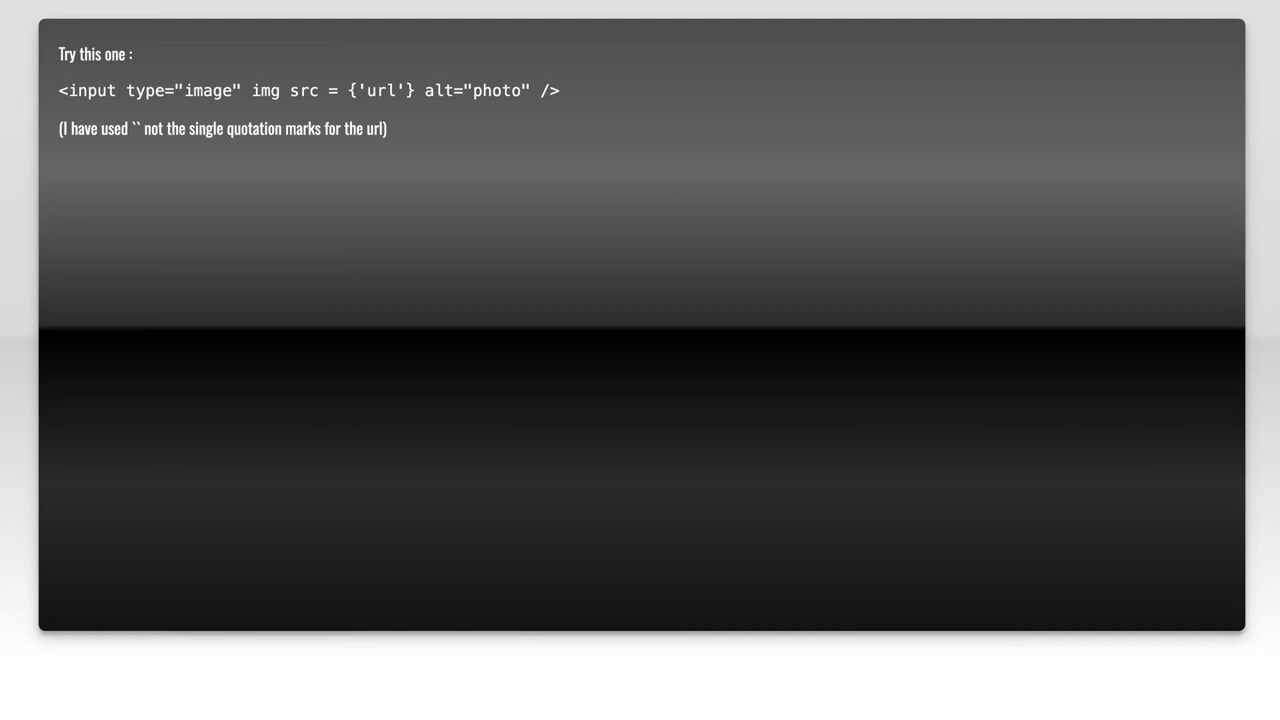 Try this one :
<input type="image" img src = {'url'} alt="photo" />
(I have used `` not the single quotation marks for the url)